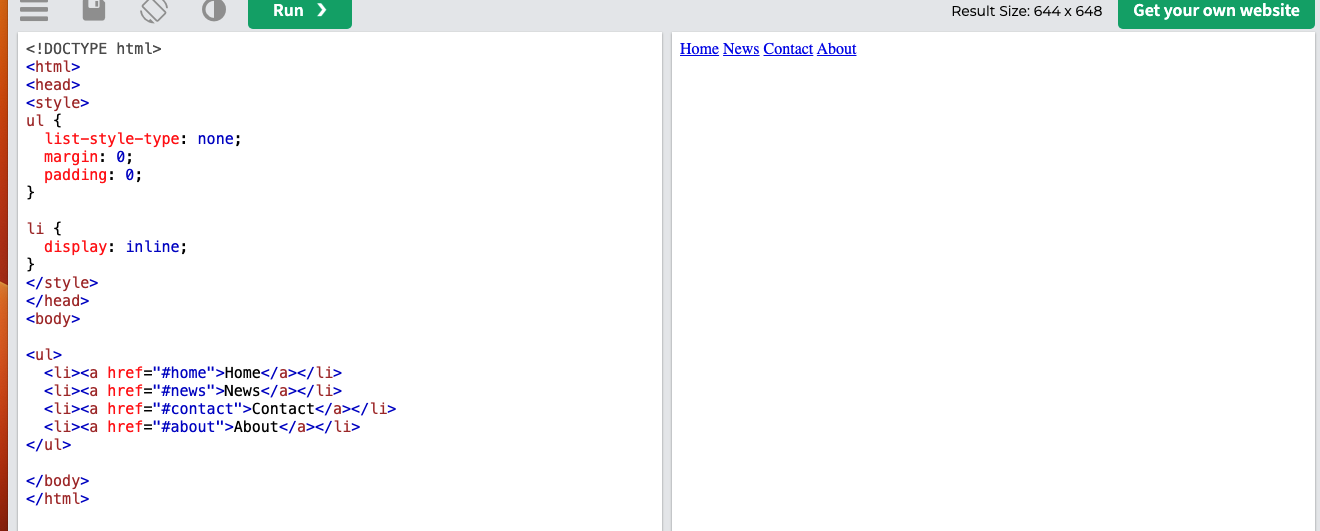 Run ❯
Result Size: 644 x 648
Get your own website
<!DOCTYPE html>
<html>
<head>
<style>
ul {
  list-style-type: none;
  margin: 0;
  padding: 0;
}

li {
  display: inline;
}
</style>
</head>
<body>

<ul>
  <li><a href="#home">Home</a></li>
  <li><a href="#news">News</a></li>
  <li><a href="#contact">Contact</a></li>
  <li><a href="#about">About</a></li>
</ul>

</body>
</html>
Home News Contact About